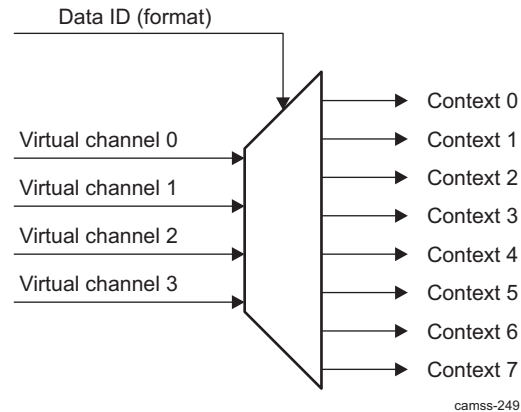 Data ID (format)
Virtual channel 0
Virtual channel 1
Virtual channel 2
Virtual channel 3
Context 0
Context 1
Context 2
Context 3
Context 4
Context 5
Context 6
Context 7
camss-249